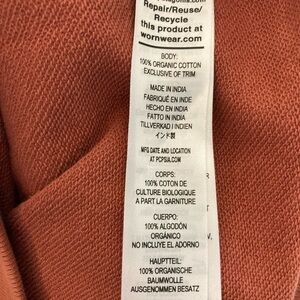 Repair/Reuse/
Recycle
this product at
wornwear.com
BODY:
100% ORGANIC COTTON
EXCLUSIVE OF TRIM
MADE IN INDIA
FABRIQUÉ EN INDE
HECHO EN INDIA
FATTO IN INDIA
TILLVERKAD I INDIEN
インド製
MFG DATE AND LOCATION
AT PCPSIA.COM
CORPS:
100% COTON DE
CULTURE BIOLOGIQUE
A PART LA GARNITURE
CUERPO:
100% ALGODÓN
ORGÁNICO
NO INCLUYE EL ADORNO
HAUPTTEIL:
100% ORGANISCHE
BAUMWOLLE
AUSGENOMMEN BESATZ